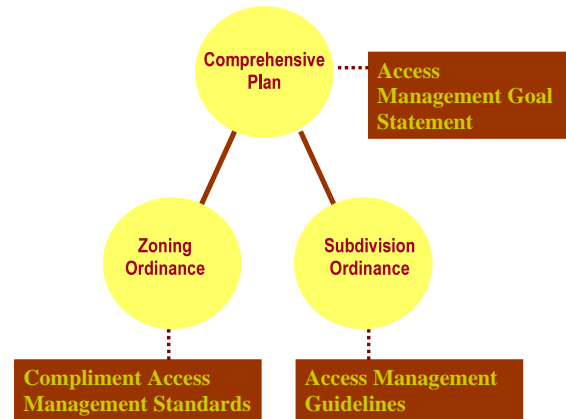 Comprehensive
Plan
Access
Management Goal
Statement
Zoning
Ordinance
Subdivision
Ordinance
Compliment Access
Management Standards
Access Management
Guidelines